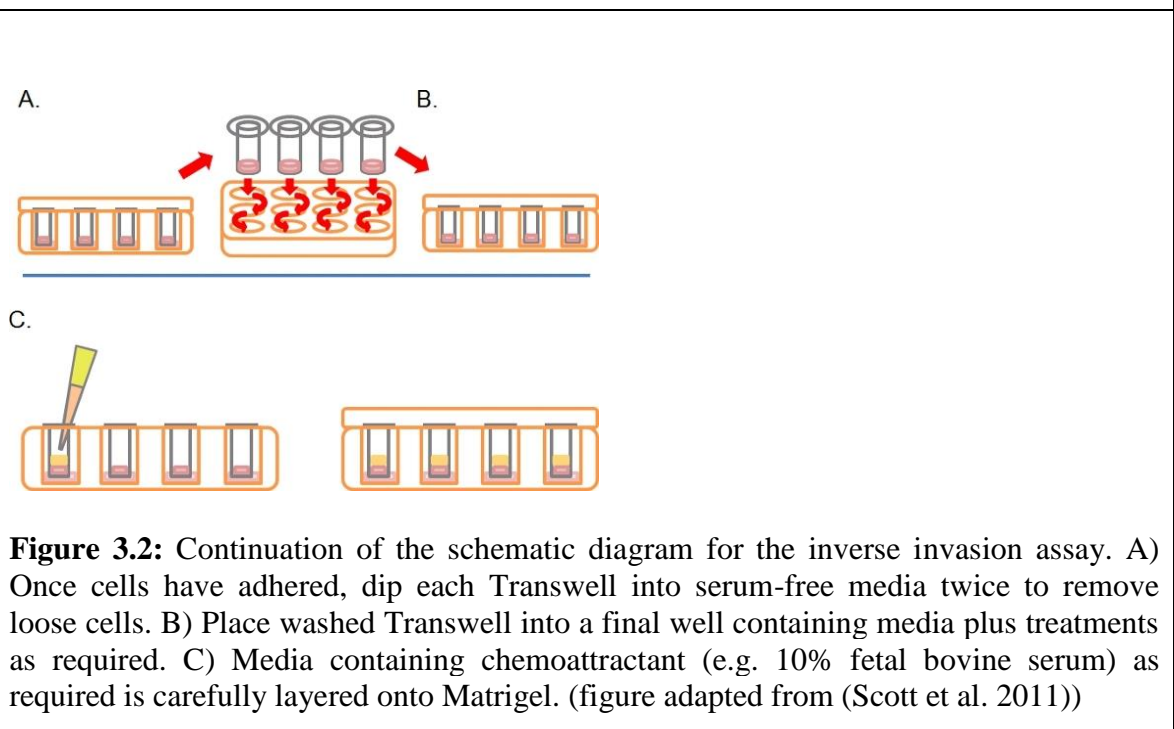 A.
B.
C.
Figure 3.2: Continuation of the schematic diagram for the inverse invasion assay. A)
Once cells have adhered, dip each Transwell into serum-free media twice to remove
loose cells. B) Place washed Transwell into a final well containing media plus treatments
as required. C) Media containing chemoattractant (e.g. 10% fetal bovine serum) as
required is carefully layered onto Matrigel. (figure adapted from (Scott et al. 2011))